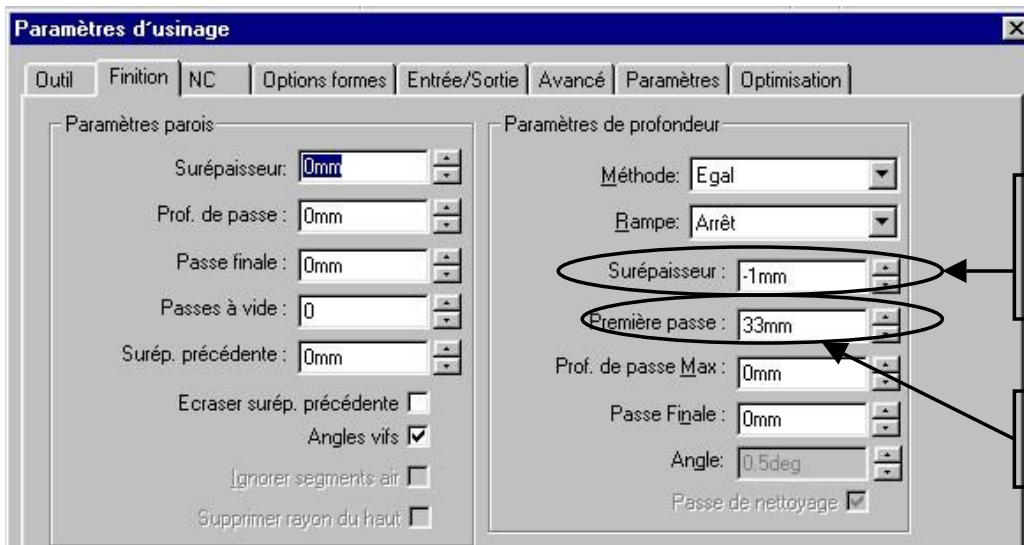 Paramètres d'usinage
Outil Finition NC Options formes Entrée/Sortie Avancé Paramètres Optimisation
Paramètres parois
Surépaisseur: 0mm
Prof. de passe : 0mm
Passe finale : 0mm
Passes à vide : 0
Surép. précédente : 0mm
Ecraser surép. précédente
Angles vifs
Ignorer segments air
Supprimer rayon du haut
Paramètres de profondeur
Méthode: Egal
Rampe: Arrêt
Surépaisseur : -1mm
Première passe : 33mm
Prof. de passe Max : 0mm
Passe Finale : 0mm
Angle: 0.5deg
Passe de nettoyage